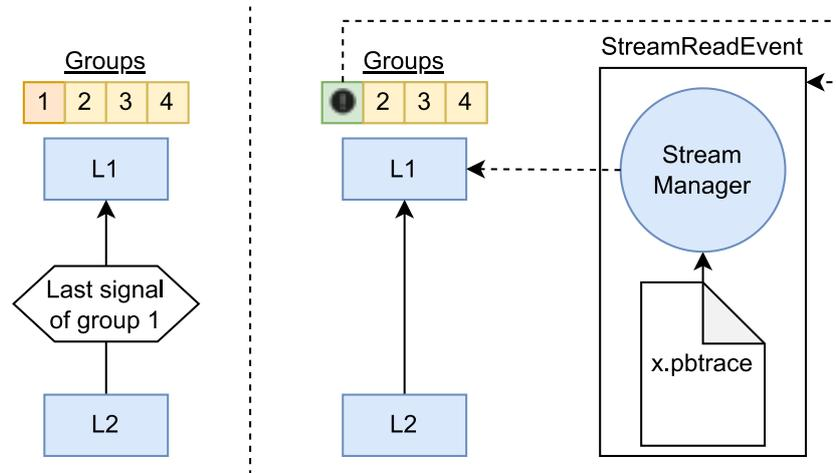 Groups
1 2 3 4
L1
Last signal
of group 1
L2
Groups
2 3 4
L1
L2
StreamReadEvent
Stream
Manager
x.pbtrace